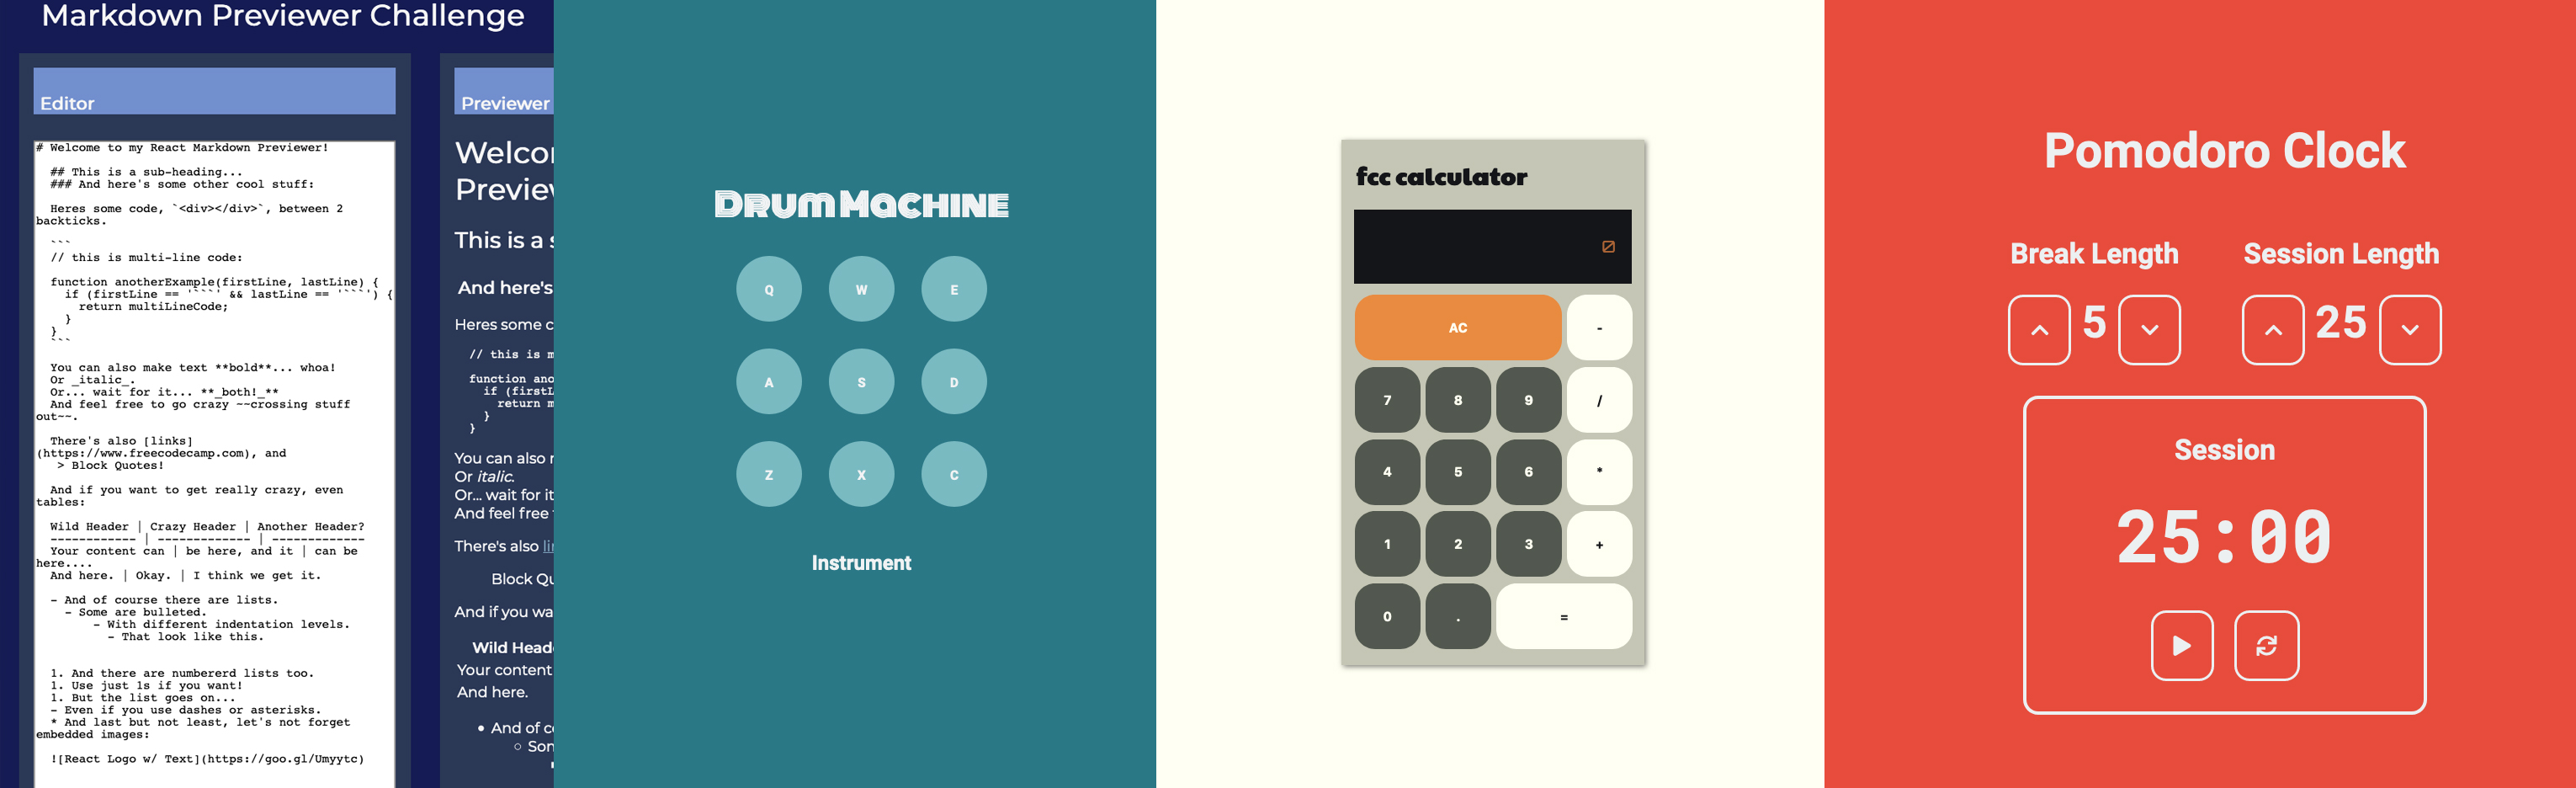 Markdown Previewer Challenge
Editor
# Welcome to my React Markdown Previewer!
## This is a sub-heading...
### And here's some other cool stuff:
Heres some code, `<div></div>`, between 2
backticks.
```
// this is multi-line code:
function anotherExample(firstLine, lastLine) {
if (firstLine == '```' && lastLine == '```') {
return multiLineCode;
}
}
```
You can also make text **bold**... whoa!
Or _italic_.
Or... wait for it... **_both!_**
And feel free to go crazy ~~crossing stuff
out~~.
There's also [links]
(https://www.freecodecamp.com), and
> Block Quotes!
And if you want to get really crazy, even
tables:
Wild Header | Crazy Header | Another Header?
------------ | ------------- | -------------
Your content can | be here, and it | can be
here....
And here. | Okay. | I think we get it.
- And of course there are lists.
- Some are bulleted.
- With different indentation levels.
- That look like this.
1. And there are numbererd lists too.
1. Use just 1s if you want!
1. But the list goes on...
- Even if you use dashes or asterisks.
* And last but not least, let's not forget
embedded images:
![React Logo w/ Text](https://goo.gl/Umyytc)
Previewer
Welcor
Preview
This is a s
And here's
Heres some c
// this is m
function ano
if (firstL
return m
}
}
You can also r
Or italic.
Or... wait for it
And feel free
There's also lin
Block Qu
And if you wa
Wild Head
Your content
And here.
• And of co
○ Som
DRUM MACHINE
Q W E
A S D
Z X C
Instrument
fcc calculator
0
AC -
7 8 9 /
4 5 6 *
1 2 3 +
0 . =
Pomodoro Clock
Break Length Session Length
5 25
Session
25:00